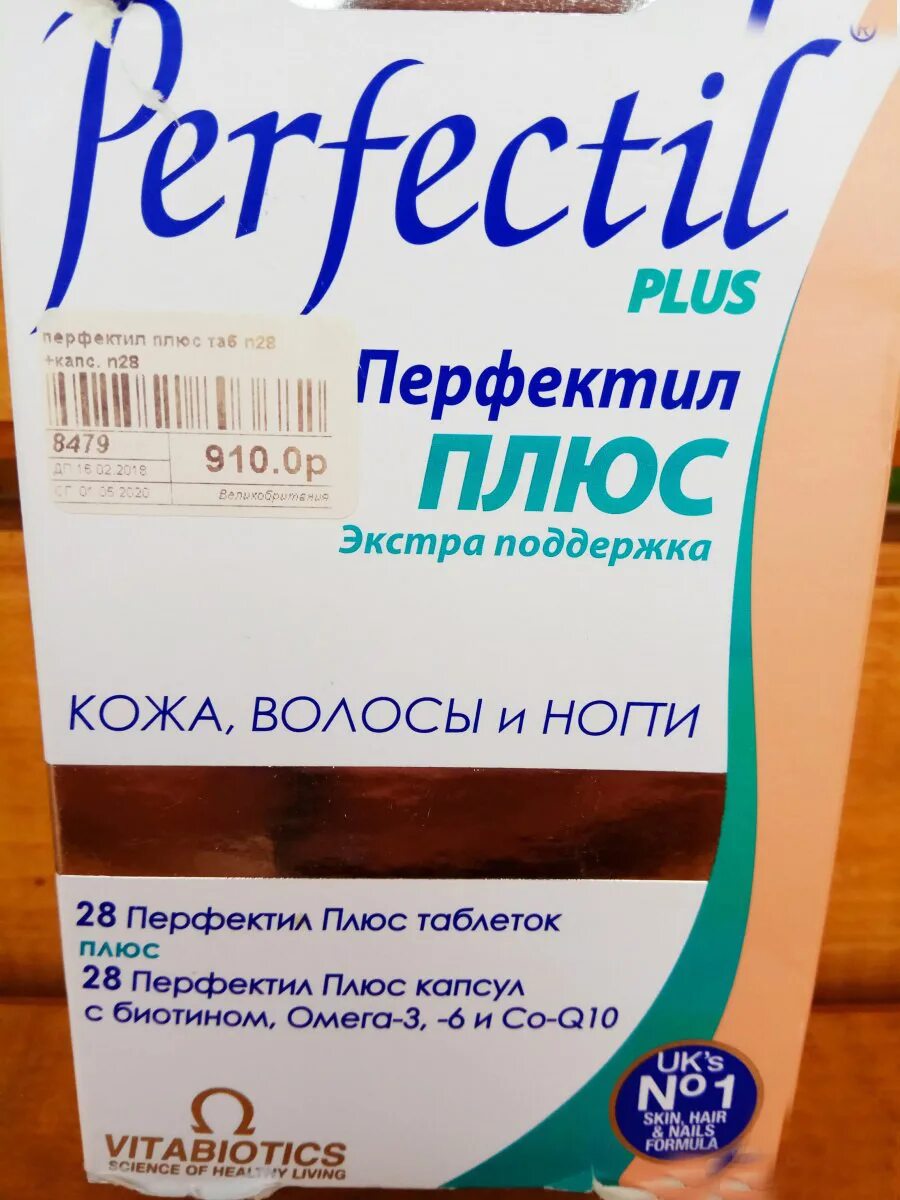 Perfectil®
PLUS
перфектил плюс таб n28
+капс. n28
8479
910.0р
ДП 16 02 2018
СГ 01 05 2020
Великобритания
Перфектил
ПЛЮС
Экстра поддержка
КОЖА, ВОЛОСЫ и НОГТИ
28 Перфектил Плюс таблеток
плюс
28 Перфектил Плюс капсул
с биотином, Омега-3, -6 и Co-Q10
VITABIOTICS
SCIENCE OF HEALTHY LIVING
UK's
No1
SKIN, HAIR
& NAILS
FORMULA